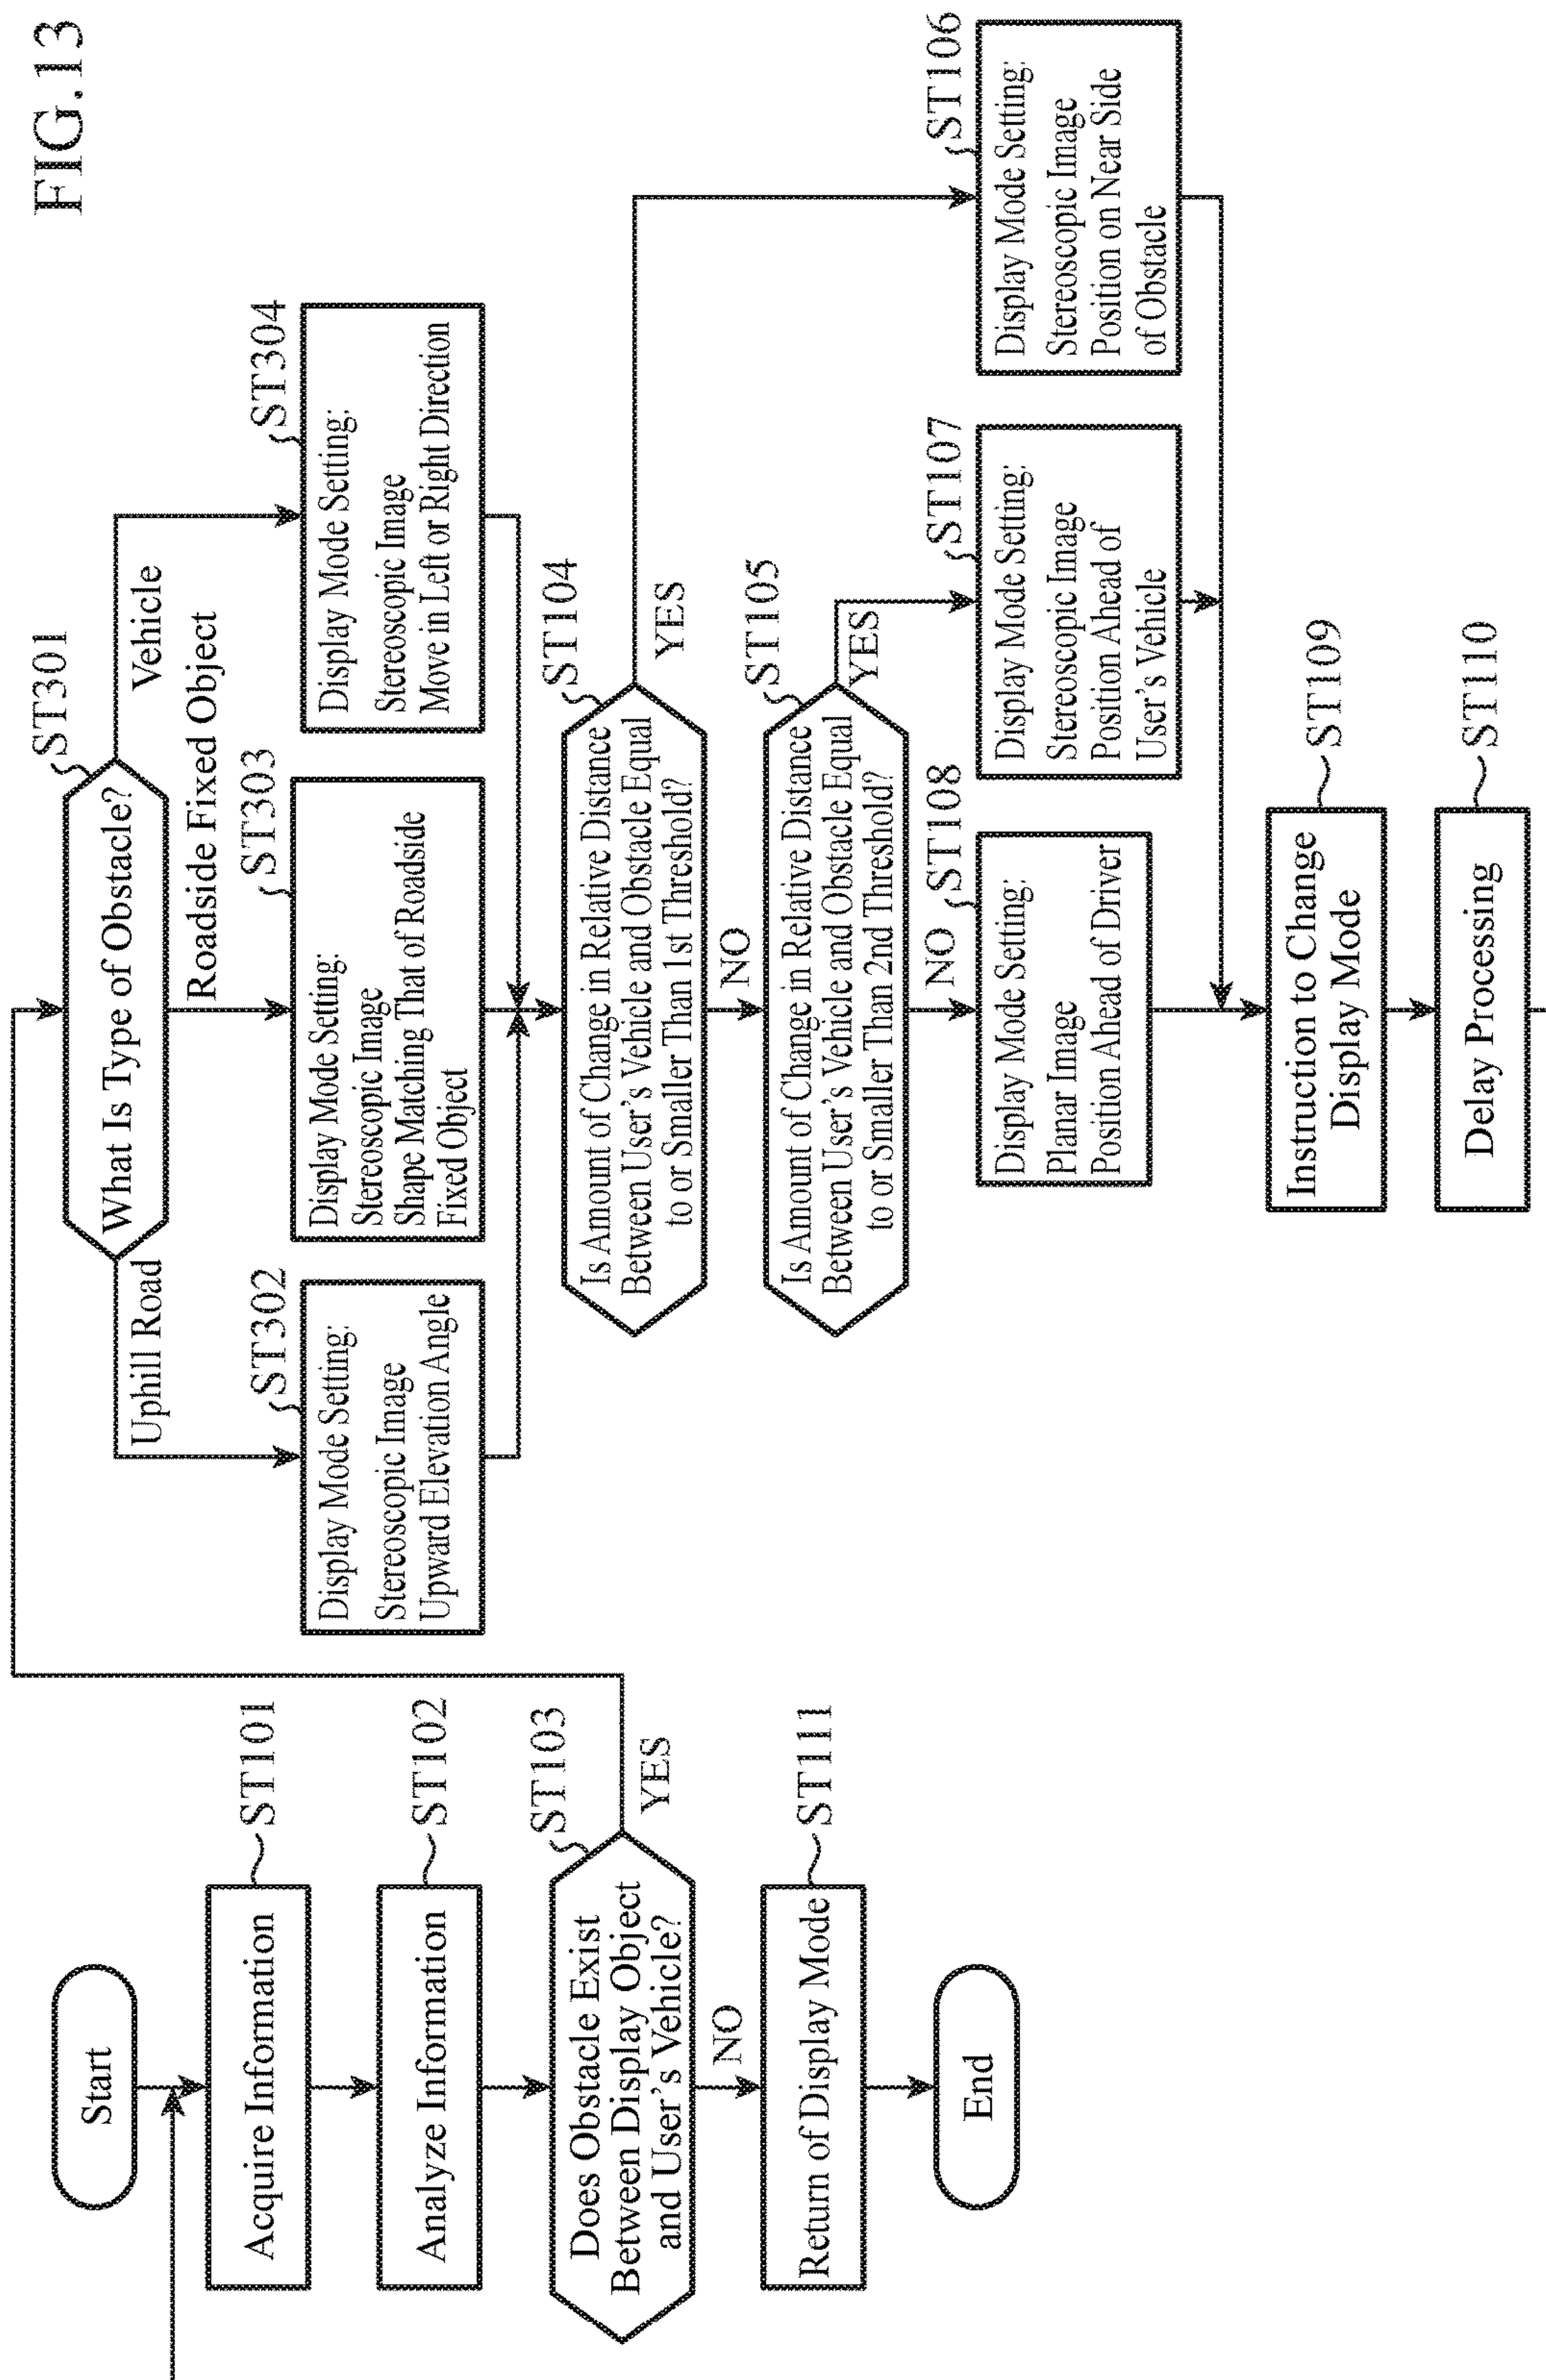 FIG.13
Start
Acquire Information
ST101
Analyze Information
ST102
Does Obstacle Exist
Between Display Object
and User's Vehicle?
ST103
YES
NO
Return of Display Mode
ST111
End
What Is Type of Obstacle?
ST301
Uphill Road
Roadside Fixed Object
Vehicle
Display Mode Setting:
Stereoscopic Image
Upward Elevation Angle
ST302
Display Mode Setting:
Stereoscopic Image
Shape Matching That of Roadside
Fixed Object
ST303
Display Mode Setting:
Stereoscopic Image
Move in Left or Right Direction
ST304
Is Amount of Change in Relative Distance
Between User's Vehicle and Obstacle Equal
to or Smaller Than 1st Threshold?
ST104
YES
NO
Is Amount of Change in Relative Distance
Between User's Vehicle and Obstacle Equal
to or Smaller Than 2nd Threshold?
ST105
YES
NO
Display Mode Setting:
Planar Image
Position Ahead of Driver
ST108
Display Mode Setting:
Stereoscopic Image
Position Ahead of
User's Vehicle
ST107
Display Mode Setting:
Stereoscopic Image
Position on Near Side
of Obstacle
ST106
Instruction to Change
Display Mode
ST109
Delay Processing
ST110